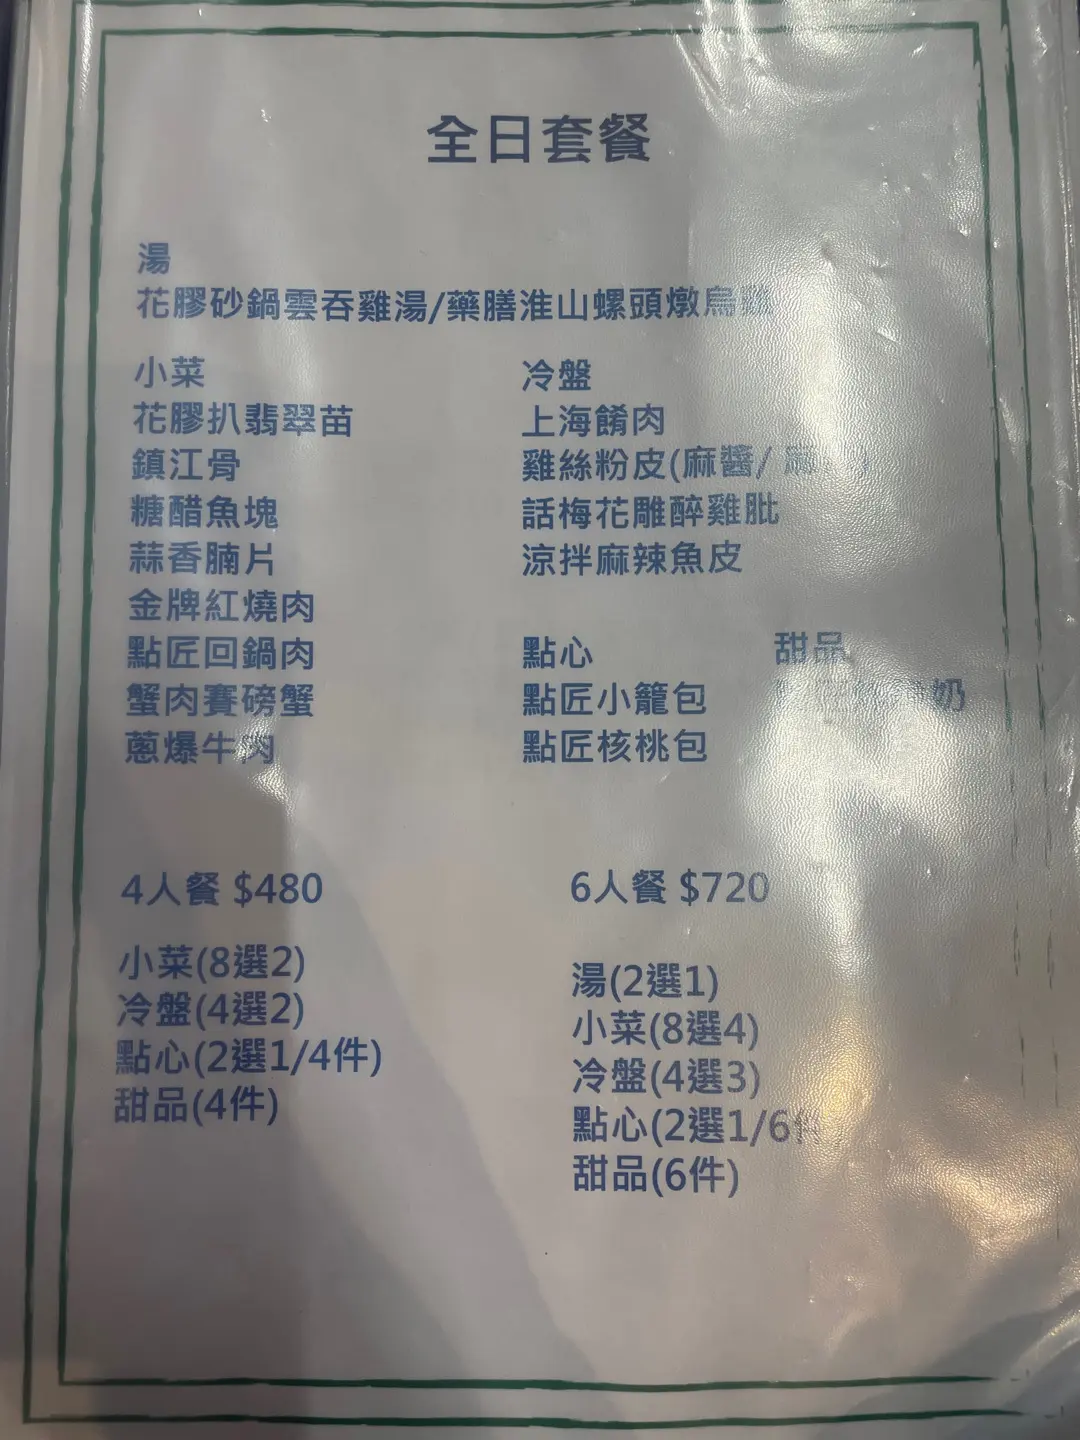 全日套餐
湯
花膠砂鍋雲吞雞湯/藥膳淮山螺頭燉烏雞
小菜
花膠扒翡翠苗
鎮江骨
糖醋魚塊
蒜香腩片
金牌紅燒肉
點匠回鍋肉
蟹肉賽磅蟹
蔥爆牛肉
冷盤
上海餚肉
雞絲粉皮(麻醬/
話梅花雕醉雞肶
涼拌麻辣魚皮
點心
點匠小籠包
點匠核桃包
甜品
奶
4人餐 $480
小菜(8選2)
冷盤(4選2)
點心(2選1/4件)
甜品(4件)
6人餐 $720
湯(2選1)
小菜(8選4)
冷盤(4選3)
點心(2選1/6件
甜品(6件)